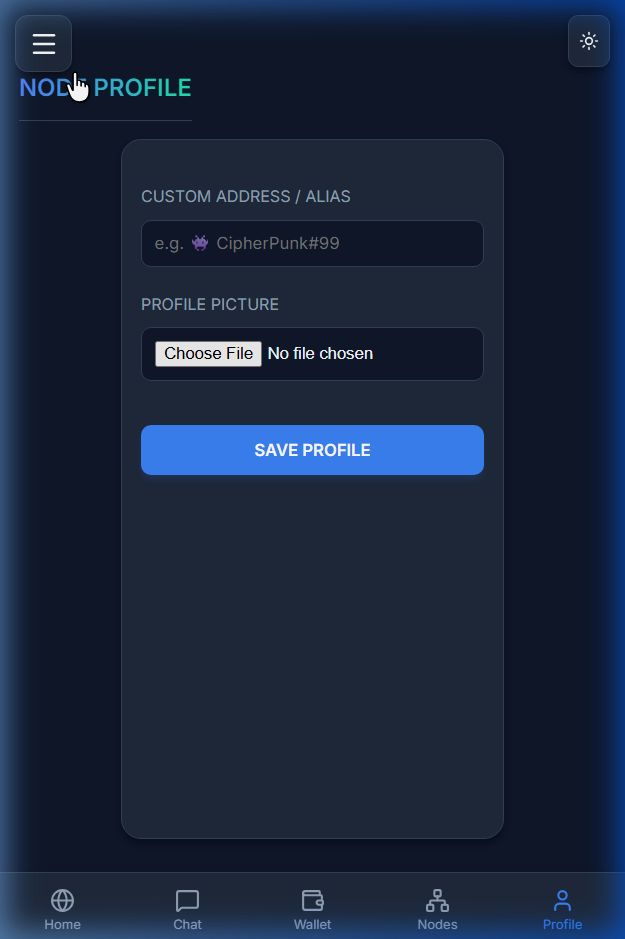 NODE PROFILE
CUSTOM ADDRESS / ALIAS
e.g. 👾 CipherPunk#99
PROFILE PICTURE
Choose File No file chosen
SAVE PROFILE
Home Chat Wallet Nodes Profile